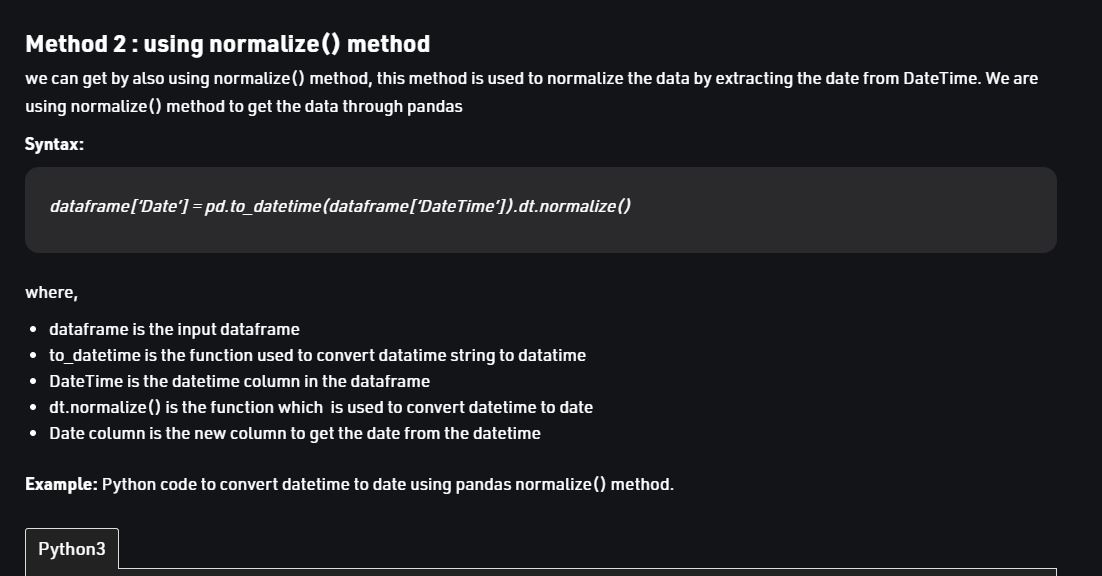 Method 2 : using normalize() method
we can get by also using normalize() method, this method is used to normalize the data by extracting the date from DateTime. We are
using normalize() method to get the data through pandas
Syntax:
dataframe[‘Date’] = pd.to_datetime(dataframe[‘DateTime’]).dt.normalize()
where,
• dataframe is the input dataframe
• to_datetime is the function used to convert datatime string to datatime
• DateTime is the datetime column in the dataframe
• dt.normalize() is the function which  is used to convert datetime to date
• Date column is the new column to get the date from the datetime
Example: Python code to convert datetime to date using pandas normalize() method.
Python3